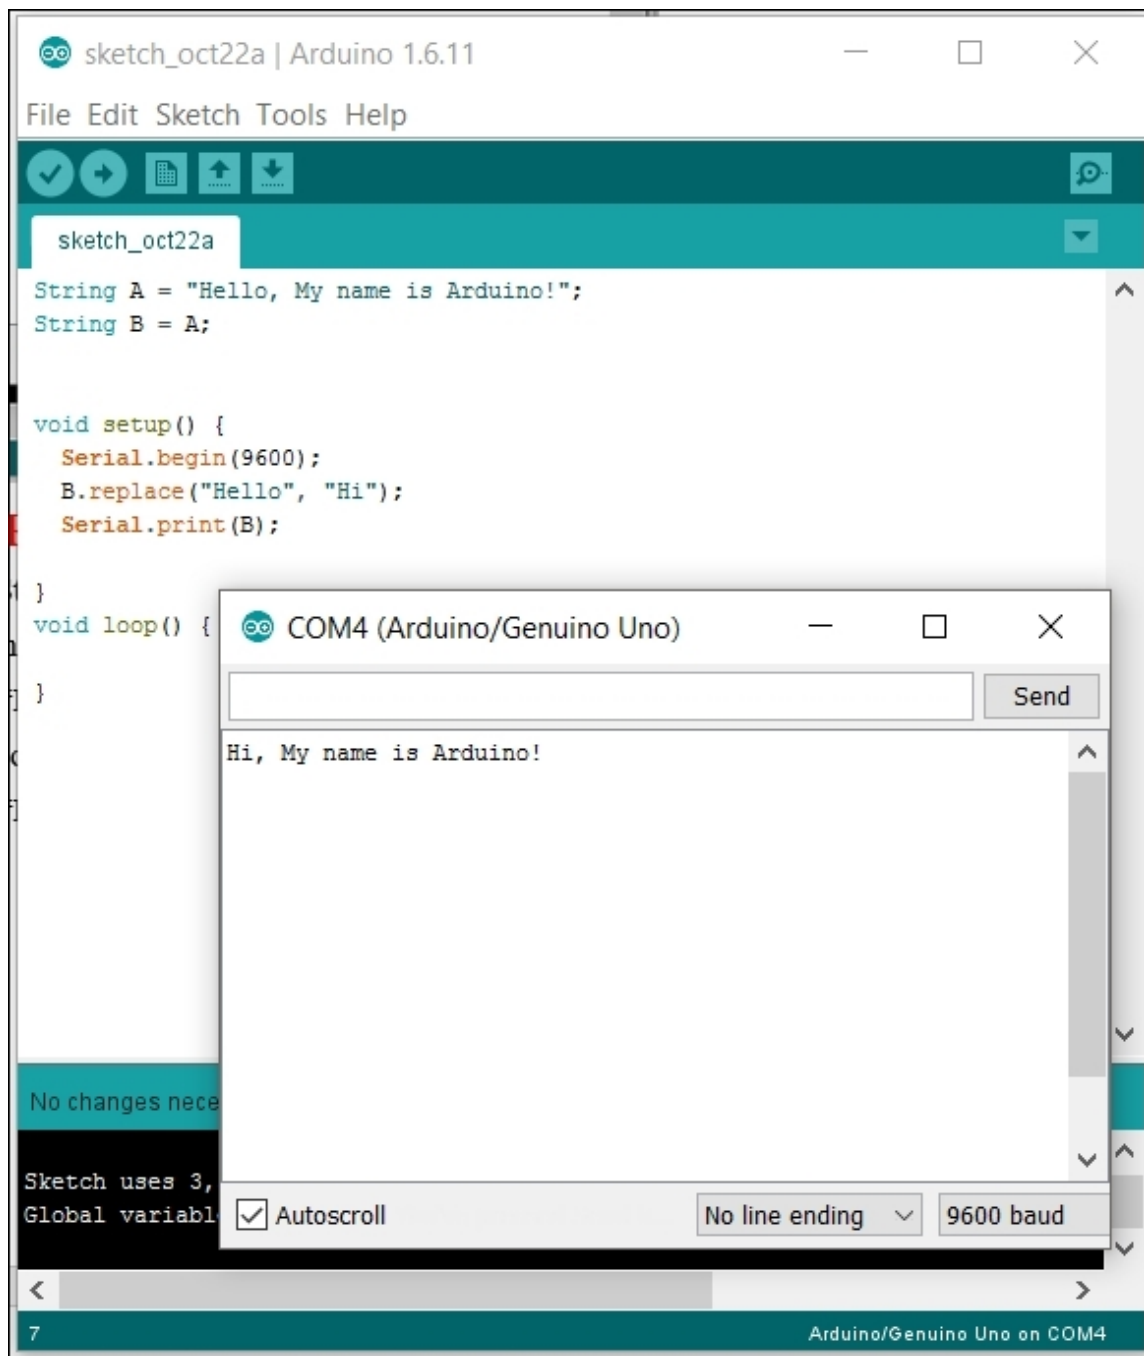 sketch_oct22a | Arduino 1.6.11
File Edit Sketch Tools Help
sketch_oct22a
String A = "Hello, My name is Arduino!";
String B = A;
void setup() {
Serial.begin(9600);
B.replace("Hello", "Hi");
Serial.print(B);
}
void loop() {
}
COM4 (Arduino/Genuino Uno)
Send
Hi, My name is Arduino!
No changes nece
Sketch uses 3,
Global variabl
Autoscroll
No line ending
9600 baud
7
Arduino/Genuino Uno on COM4